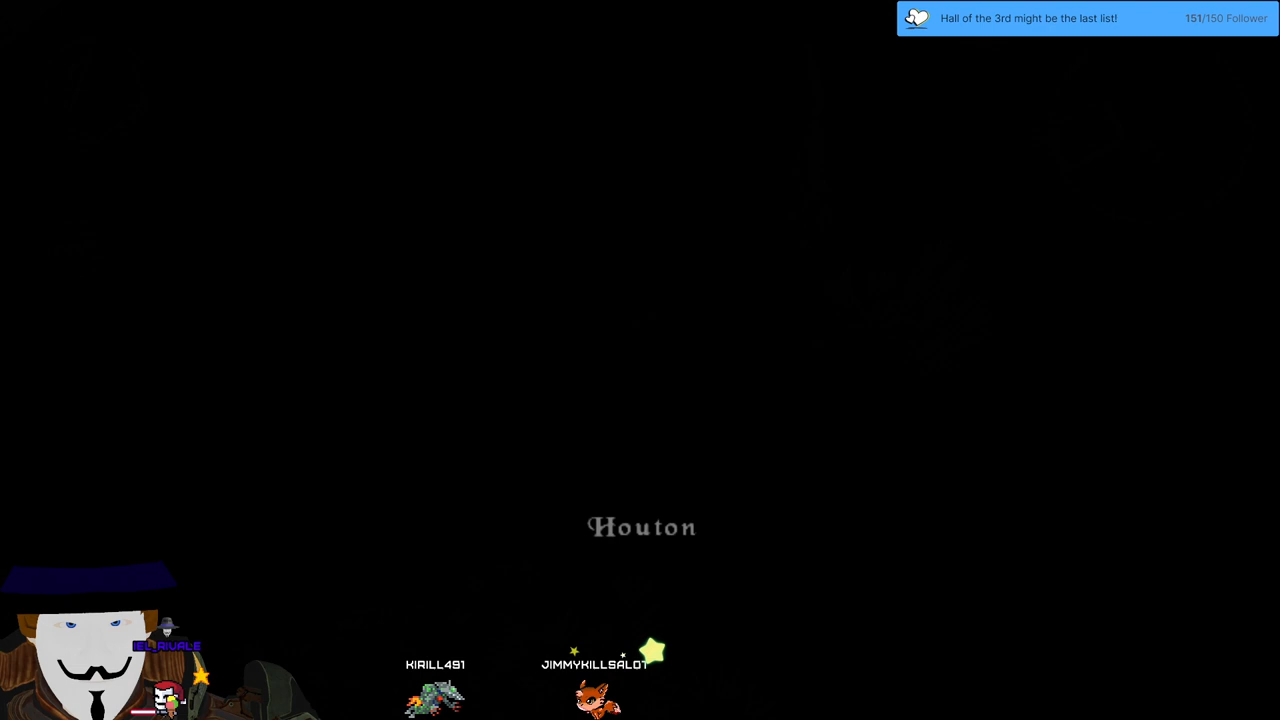 Hall of the 3rd might be the last list! 151/150 Follower
Houton
KIRILL491
JIMMYKILLSALOT